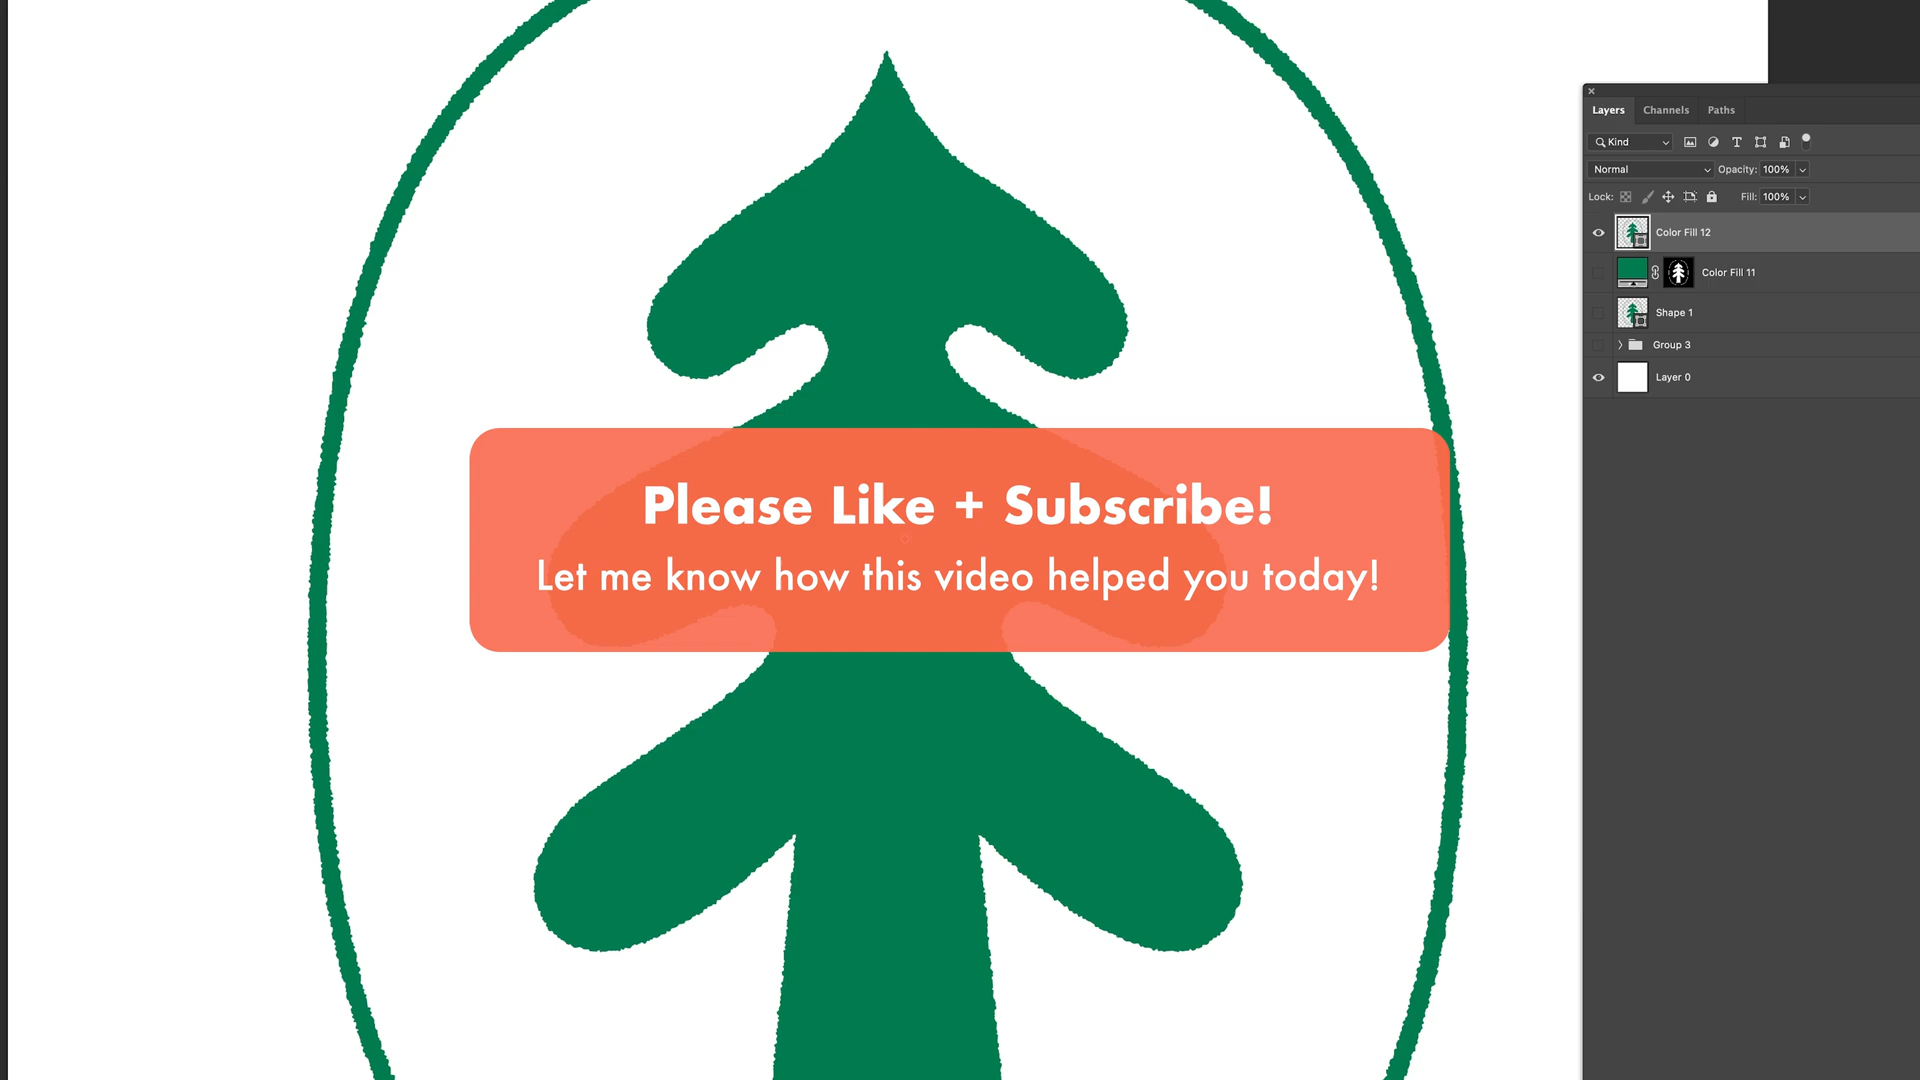 Please Like + Subscribe!
Let me know how this video helped you today!
Layers Channels Paths
Kind
Normal Opacity: 100%
Lock: Fill: 100%
Color Fill 12
Color Fill 11
Shape 1
Group 3
Layer 0